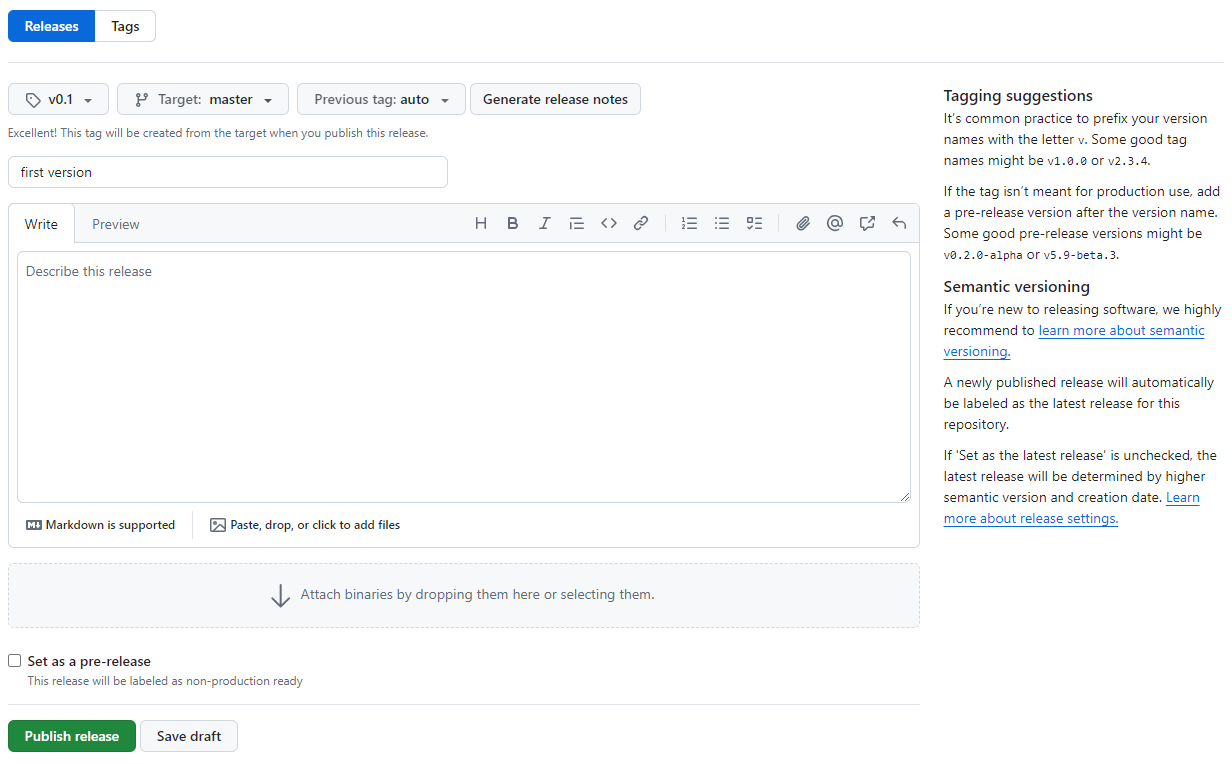 Releases Tags
v0.1 Target: master Previous tag: auto Generate release notes
Excellent! This tag will be created from the target when you publish this release.
first version
Write Preview
Describe this release
Markdown is supported Paste, drop, or click to add files
Attach binaries by dropping them here or selecting them.
Set as a pre-release
This release will be labeled as non-production ready
Publish release Save draft
Tagging suggestions
It's common practice to prefix your version
names with the letter v. Some good tag
names might be v1.0.0 or v2.3.4.
If the tag isn't meant for production use, add
a pre-release version after the version name.
Some good pre-release versions might be
v0.2.0-alpha or v5.9-beta.3.
Semantic versioning
If you're new to releasing software, we highly
recommend to learn more about semantic
versioning.
A newly published release will automatically
be labeled as the latest release for this
repository.
If 'Set as the latest release' is unchecked, the
latest release will be determined by higher
semantic version and creation date. Learn
more about release settings.